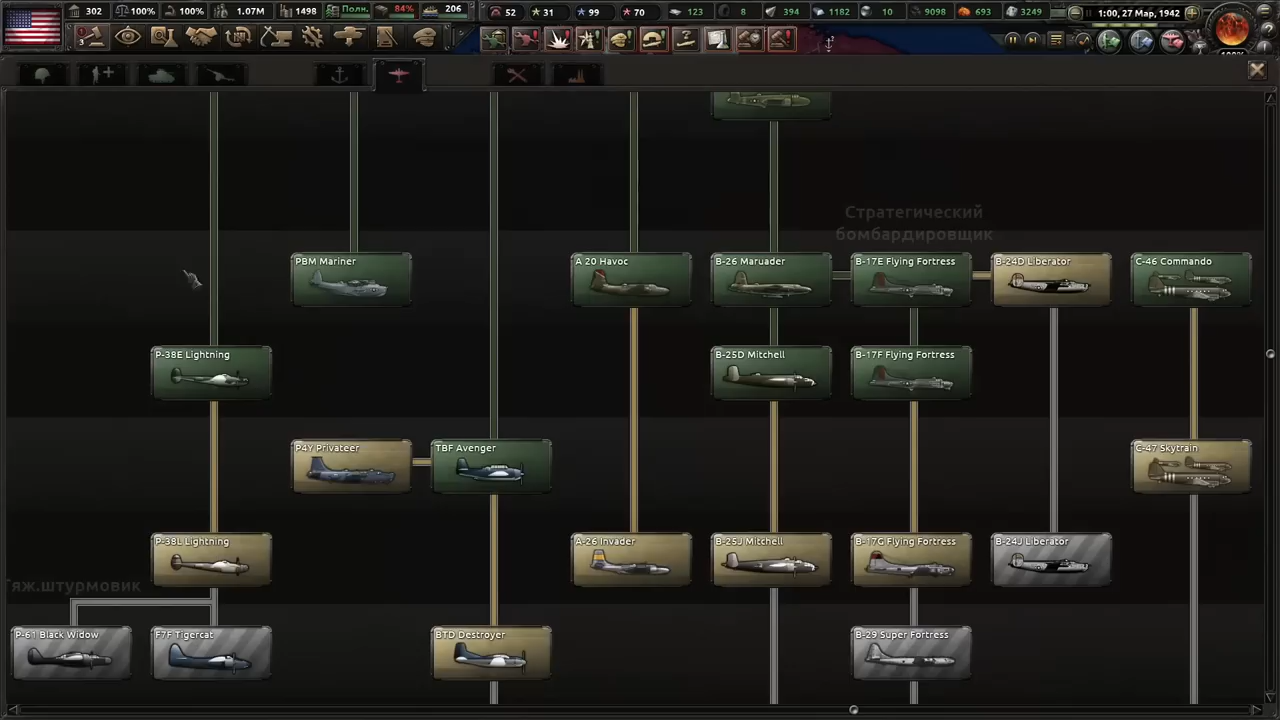 302
100%
100%
1.07M
1498
Полн.
84%
206
52
31
99
70
123
8
394
1182
10
9098
693
3249
1:00, 27 Мар, 1942
3
2
100%
Стратегический
бомбардировщик
PBM Mariner
A 20 Havoc
B-26 Maruader
B-17E Flying Fortress
B-24D Liberator
C-46 Commando
P-38E Lightning
B-25D Mitchell
B-17F Flying Fortress
P4Y Privateer
TBF Avenger
C-47 Skytrain
P-38L Lightning
A-26 Invader
B-25J Mitchell
B-17G Flying Fortress
B-24J Liberator
Тяж.штурмовик
P-61 Black Widow
F7F Tigercat
BTD Destroyer
B-29 Super Fortress